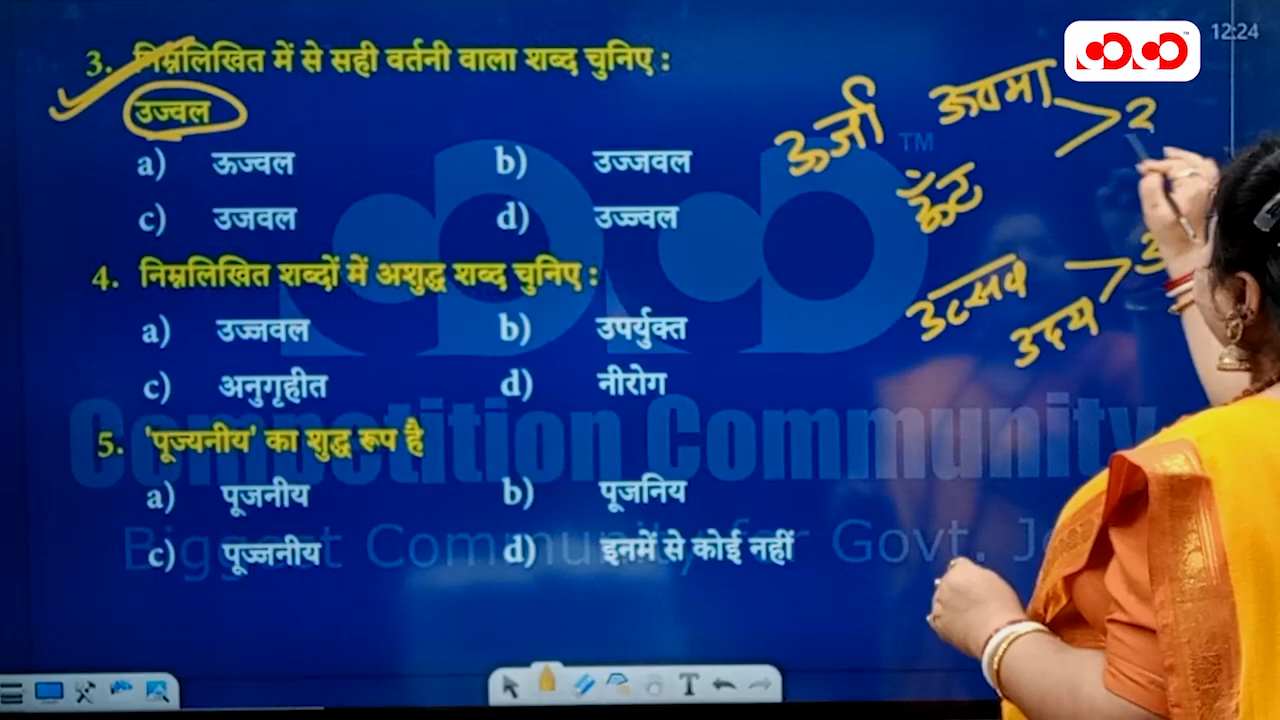 12:24
3. निम्नलिखित में से सही वर्तनी वाला शब्द चुनिए :
उज्वल
a) ऊज्वल b) उज्जवल
c) उजवल d) उज्ज्वल
4. निम्नलिखित शब्दों में अशुद्ध शब्द चुनिए :
a) उज्जवल b) उपर्युक्त
c) अनुगृहीत d) नीरोग
5. 'पूज्यनीय' का शुद्ध रूप है
a) पूजनीय b) पूजनिय
c) पूज्जनीय d) इनमें से कोई नहीं
ऊर्जा
2
ऊँट
उत्सव
उदय
Competition Community
Biggest Community for Govt.
TM
T